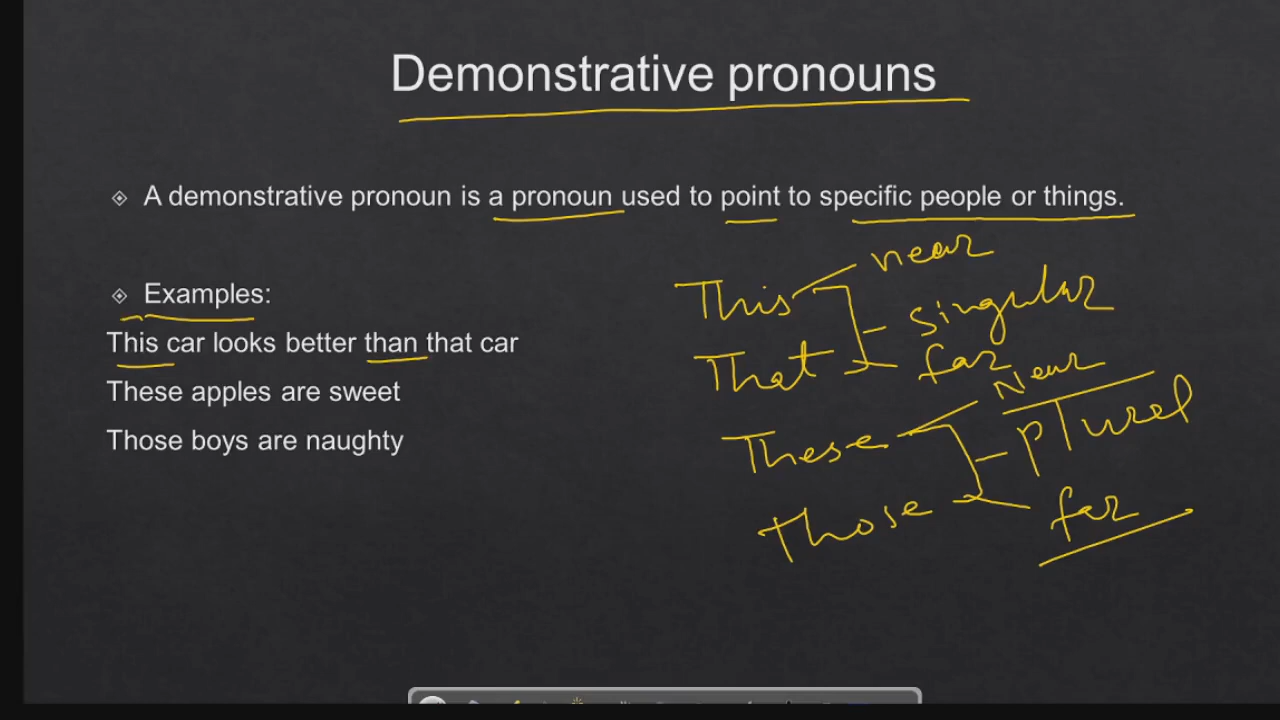 Demonstrative pronouns
A demonstrative pronoun is a pronoun used to point to specific people or things.
Examples:
This car looks better than that car
These apples are sweet
Those boys are naughty
This near
singular
That far
These Near
plural
Those far